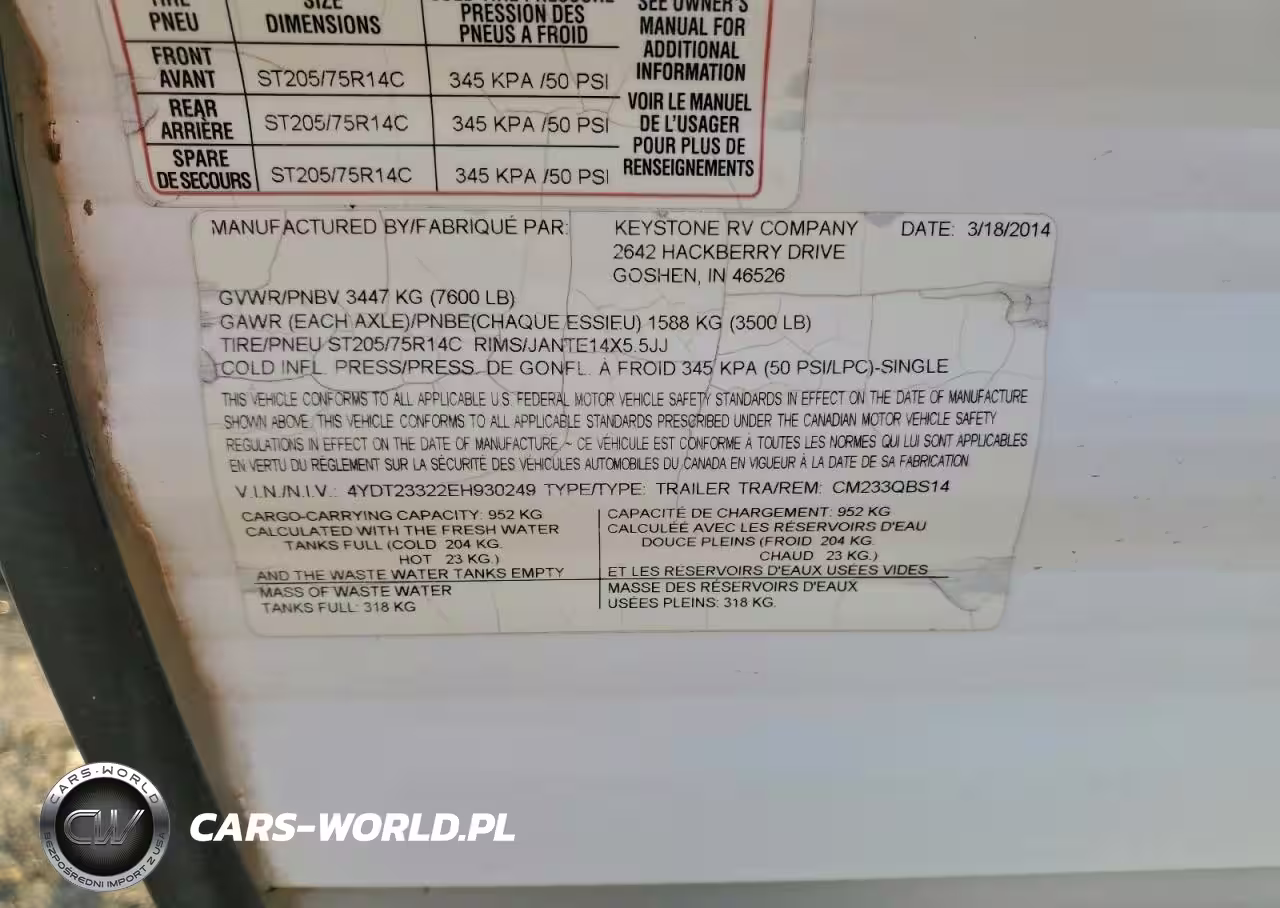 PNEU
DIMENSIONS
PRESSION DES
PNEUS A FROID
SEE OWNER'S
MANUAL FOR
ADDITIONAL
INFORMATION
FRONT
AVANT
ST205/75R14C
345 KPA /50 PSI
REAR
ARRIÈRE
ST205/75R14C
345 KPA /50 PSI
SPARE
DE SECOURS
ST205/75R14C
345 KPA /50 PSI
VOIR LE MANUEL
DE L'USAGER
POUR PLUS DE
RENSEIGNEMENTS
MANUFACTURED BY/FABRIQUÉ PAR: KEYSTONE RV COMPANY DATE: 3/18/2014
2642 HACKBERRY DRIVE
GOSHEN, IN 46526
GVWR/PNBV 3447 KG (7600 LB)
GAWR (EACH AXLE)/PNBE(CHAQUE ESSIEU) 1588 KG (3500 LB)
TIRE/PNEU ST205/75R14C RIMS/JANTE14X5.5JJ
COLD INFL. PRESS/PRESS. DE GONFL. À FROID 345 KPA (50 PSI/LPC)-SINGLE
THIS VEHICLE CONFORMS TO ALL APPLICABLE U.S. FEDERAL MOTOR VEHICLE SAFETY STANDARDS IN EFFECT ON THE DATE OF MANUFACTURE
SHOWN ABOVE. THIS VEHICLE CONFORMS TO ALL APPLICABLE STANDARDS PRESCRIBED UNDER THE CANADIAN MOTOR VEHICLE SAFETY
REGULATIONS IN EFFECT ON THE DATE OF MANUFACTURE ~ CE VÉHICULE EST CONFORME À TOUTES LES NORMES QUI LUI SONT APPLICABLES
EN VERTU DU RÉGLEMENT SUR LA SÉCURITÉ DES VÉHICULES AUTOMOBILES DU CANADA EN VIGUEUR À LA DATE DE SA FABRICATION
V.I.N./N.I.V.: 4YDT23322EH930249 TYPE/TYPE: TRAILER TRA/REM: CM233QBS14
CARGO-CARRYING CAPACITY: 952 KG
CALCULATED WITH THE FRESH WATER
TANKS FULL (COLD 204 KG.
HOT 23 KG.)
AND THE WASTE WATER TANKS EMPTY
MASS OF WASTE WATER
TANKS FULL: 318 KG
CAPACITÉ DE CHARGEMENT: 952 KG
CALCULÉE AVEC LES RÉSERVOIRS D'EAU
DOUCE PLEINS (FROID 204 KG.
CHAUD 23 KG.)
ET LES RÉSERVOIRS D'EAUX USÉES VIDES
MASSE DES RÉSERVOIRS D'EAUX
USÉES PLEINS: 318 KG.
CARS-WORLD
CW
BEZPOŚREDNI IMPORT Z USA
CARS-WORLD.PL